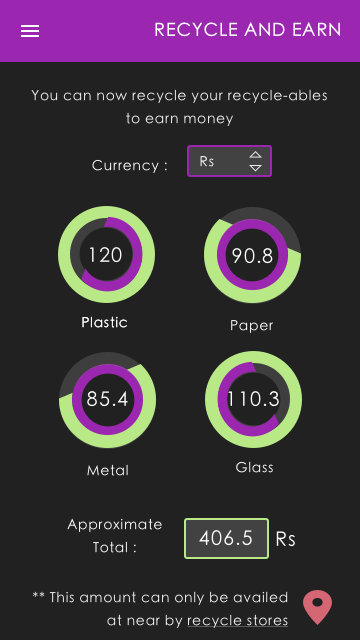 RECYCLE AND EARN
You can now recycle your recycle-ables
to earn money
Currency : Rs
120 90.8
Plastic Paper
85.4 110.3
Metal Glass
Approximate
Total : 406.5 Rs
** This amount can only be availed
at near by recycle stores